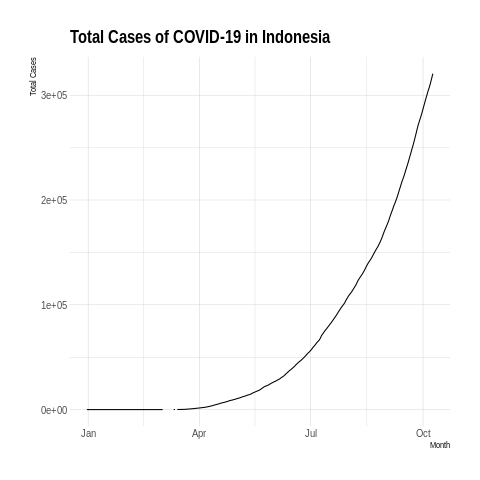 Total Cases of COVID-19 in Indonesia
Total Cases
3e+05
2e+05
1e+05
0e+00
Jan Apr Jul Oct
Month